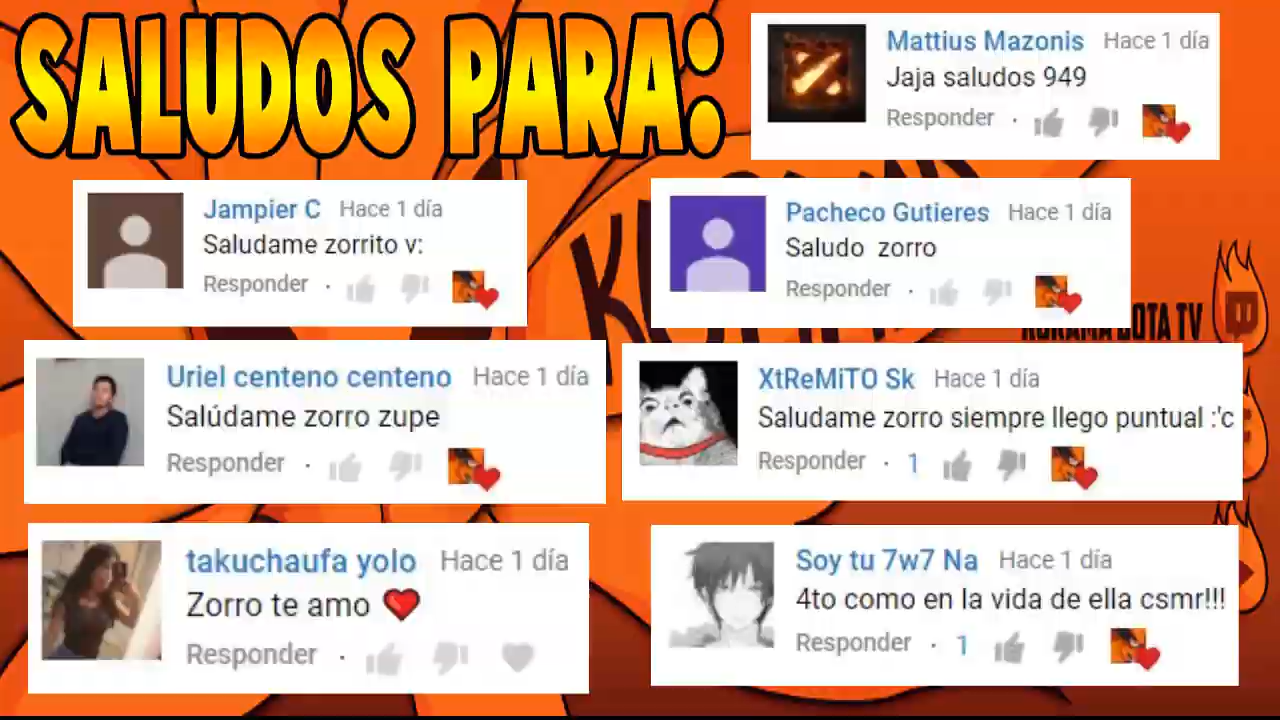 SALUDOS PARA:
Mattius Mazonis Hace 1 día
Jaja saludos 949
Responder ·
Jampier C Hace 1 día
Saludame zorrito v:
Responder ·
Pacheco Gutieres Hace 1 día
Saludo zorro
Responder ·
DOTA TV
Uriel centeno centeno Hace 1 día
Salúdame zorro zupe
Responder ·
XtReMiTO Sk Hace 1 día
Saludame zorro siempre llego puntual :'c
Responder · 1
takuchaufa yolo Hace 1 día
Zorro te amo ❤
Responder ·
Soy tu 7w7 Na Hace 1 día
4to como en la vida de ella csmr!!!
Responder · 1